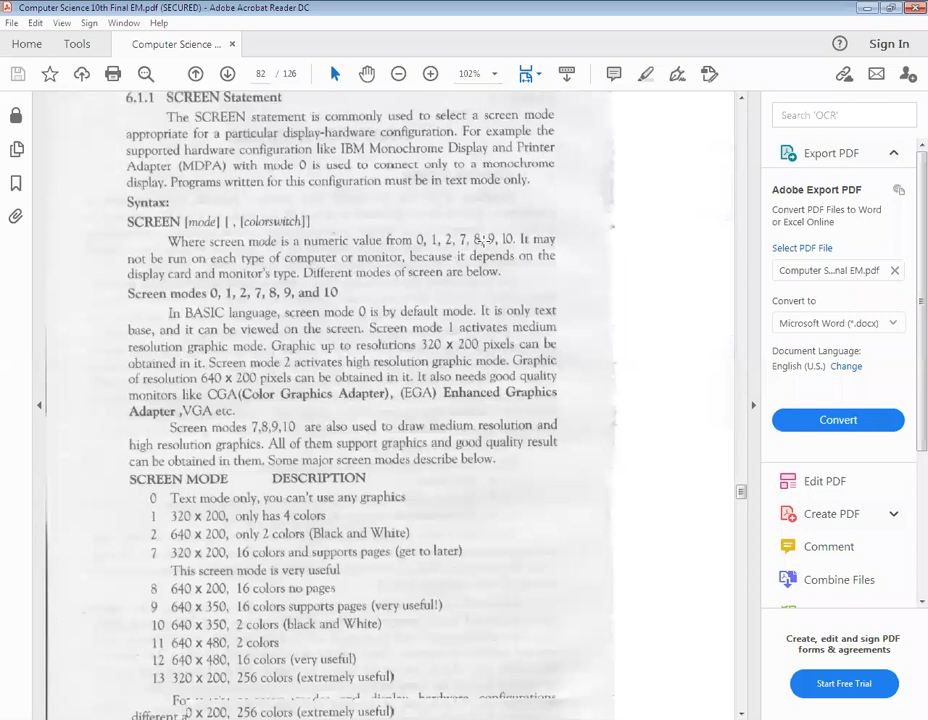 Computer Science 10th Final EM.pdf (SECURED) - Adobe Acrobat Reader DC
File Edit View Sign Window Help
Home Tools Computer Science ... × Sign In
82 / 126 102%
6.1.1 SCREEN Statement
The SCREEN statement is commonly used to select a screen mode
appropriate for a particular display-hardware configuration. For example the
supported hardware configuration like IBM Monochrome Display and Printer
Adapter (MDPA) with mode 0 is used to connect only to a monochrome
display. Programs written for this configuration must be in text mode only.
Syntax:
SCREEN [mode] [ , [colorswitch]]
Where screen mode is a numeric value from 0, 1, 2, 7, 8, 9, 10. It may
not be run on each type of computer or monitor, because it depends on the
display card and monitor's type. Different modes of screen are below.
Screen modes 0, 1, 2, 7, 8, 9, and 10
In BASIC language, screen mode 0 is by default mode. It is only text
base, and it can be viewed on the screen. Screen mode 1 activates medium
resolution graphic mode. Graphic up to resolutions 320 x 200 pixels can be
obtained in it. Screen mode 2 activates high resolution graphic mode. Graphic
of resolution 640 x 200 pixels can be obtained in it. It also needs good quality
monitors like CGA(Color Graphics Adapter), (EGA) Enhanced Graphics
Adapter ,VGA etc.
Screen modes 7,8,9,10 are also used to draw medium resolution and
high resolution graphics. All of them support graphics and good quality result
can be obtained in them. Some major screen modes describe below.
SCREEN MODE DESCRIPTION
0 Text mode only, you can't use any graphics
1 320 x 200, only has 4 colors
2 640 x 200, only 2 colors (Black and White)
7 320 x 200, 16 colors and supports pages (get to later)
This screen mode is very useful
8 640 x 200, 16 colors no pages
9 640 x 350, 16 colors supports pages (very useful!)
10 640 x 350, 2 colors (black and White)
11 640 x 480, 2 colors
12 640 x 480, 16 colors (very useful)
13 320 x 200, 256 colors (extremely useful)
different
x 200, 256 colors (extremely useful)
Search 'OCR'
Export PDF
Adobe Export PDF
Convert PDF Files to Word
or Excel Online
Select PDF File
Computer S...nal EM.pdf
Convert to
Microsoft Word (*.docx)
Document Language:
English (U.S.) Change
Convert
Edit PDF
Create PDF
Comment
Combine Files
Create, edit and sign PDF
forms & agreements
Start Free Trial